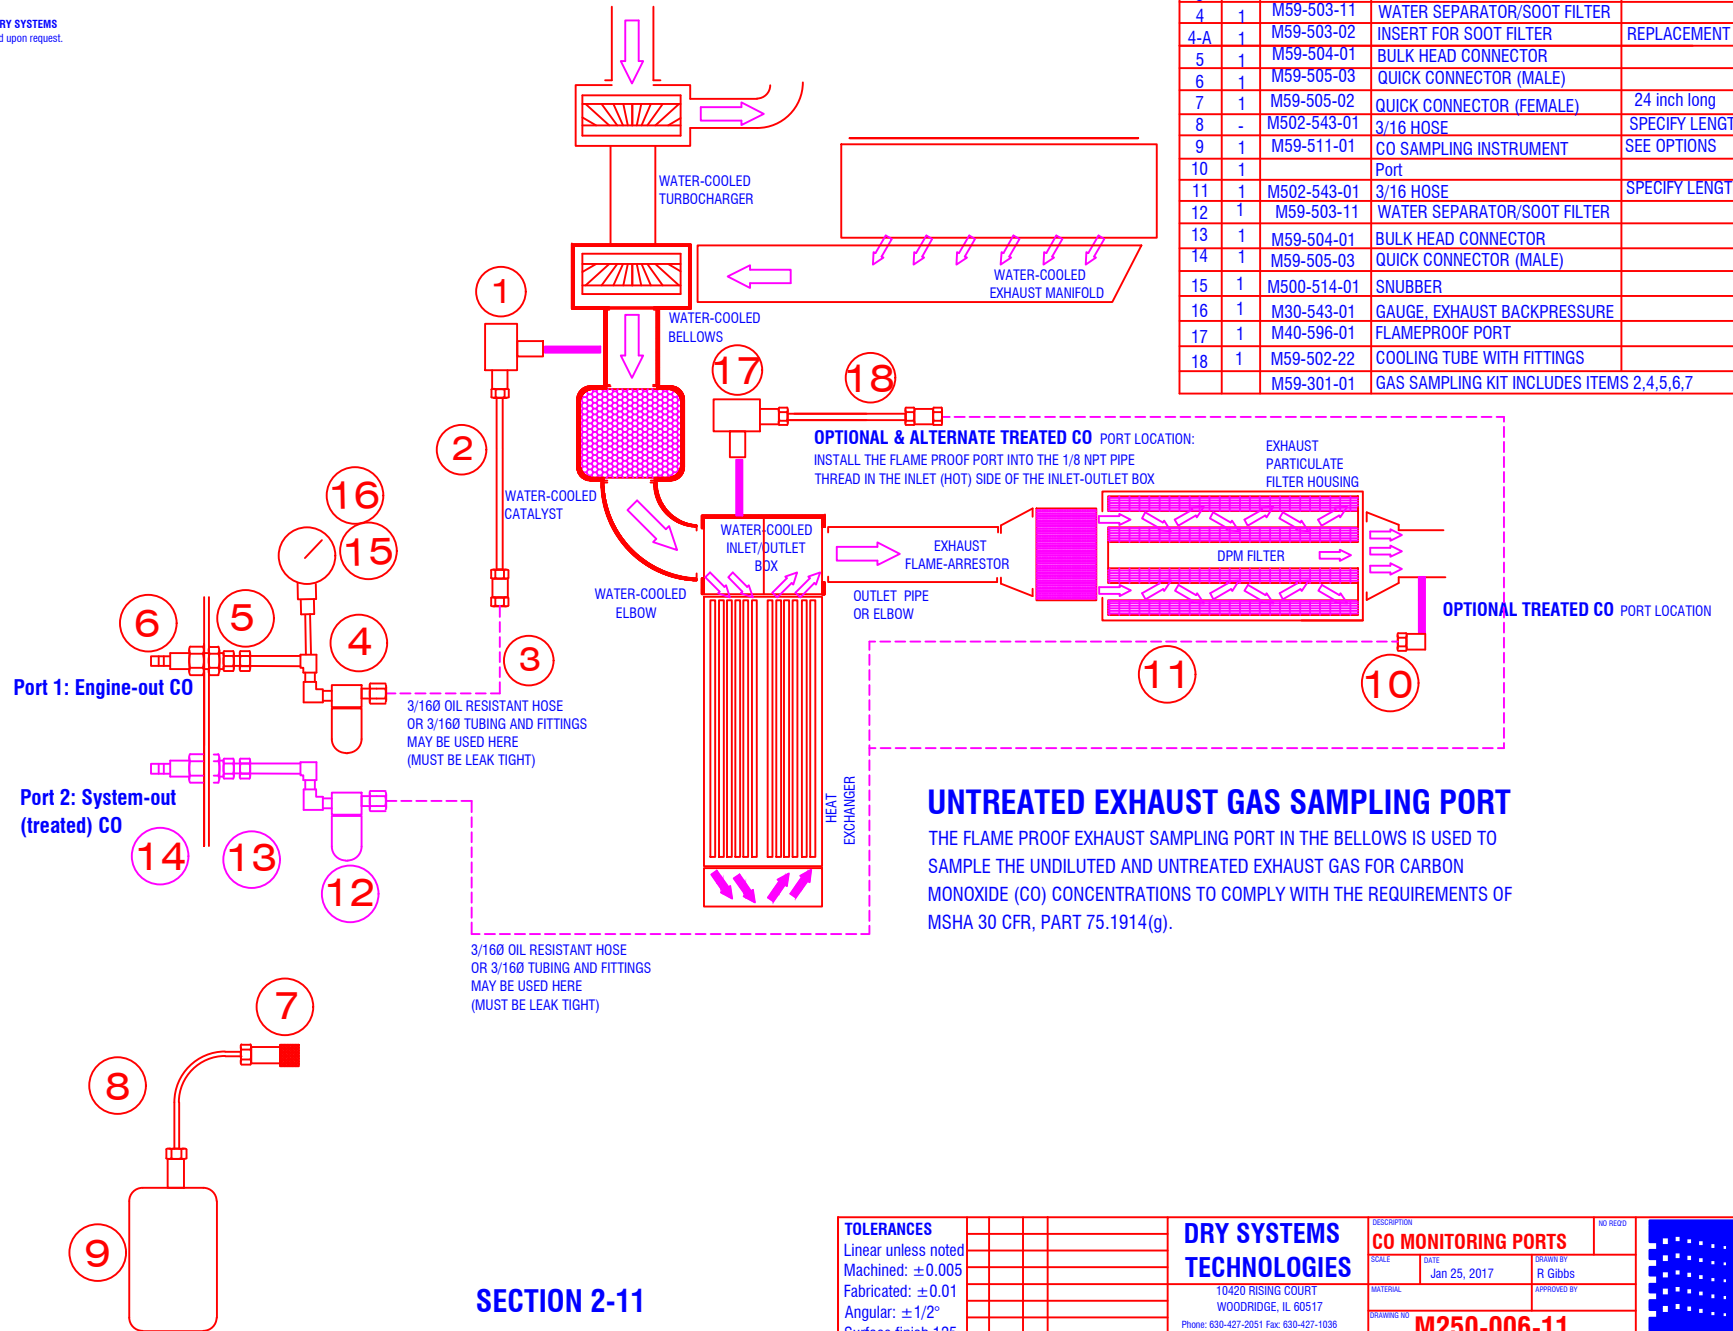 RY SYSTEMS
d upon request.
4 1 M59-503-11 WATER SEPARATOR/SOOT FILTER
4-A 1 M59-503-02 INSERT FOR SOOT FILTER REPLACEMENT
5 1 M59-504-01 BULK HEAD CONNECTOR
6 1 M59-505-03 QUICK CONNECTOR (MALE)
7 1 M59-505-02 QUICK CONNECTOR (FEMALE) 24 inch long
8 - M502-543-01 3/16 HOSE SPECIFY LENGT
9 1 M59-511-01 CO SAMPLING INSTRUMENT SEE OPTIONS
10 1 Port
11 1 M502-543-01 3/16 HOSE SPECIFY LENGT
12 1 M59-503-11 WATER SEPARATOR/SOOT FILTER
13 1 M59-504-01 BULK HEAD CONNECTOR
14 1 M59-505-03 QUICK CONNECTOR (MALE)
15 1 M500-514-01 SNUBBER
16 1 M30-543-01 GAUGE, EXHAUST BACKPRESSURE
17 1 M40-596-01 FLAMEPROOF PORT
18 1 M59-502-22 COOLING TUBE WITH FITTINGS
M59-301-01 GAS SAMPLING KIT INCLUDES ITEMS 2,4,5,6,7
WATER-COOLED
TURBOCHARGER
WATER-COOLED
EXHAUST MANIFOLD
1
WATER-COOLED
BELLOWS
17
18
2
OPTIONAL & ALTERNATE TREATED CO PORT LOCATION:
INSTALL THE FLAME PROOF PORT INTO THE 1/8 NPT PIPE
THREAD IN THE INLET (HOT) SIDE OF THE INLET-OUTLET BOX
EXHAUST
PARTICULATE
FILTER HOUSING
16
15
WATER-COOLED
CATALYST
WATER-COOLED
INLET/OUTLET
BOX
EXHAUST
FLAME-ARRESTOR
DPM FILTER
WATER-COOLED
ELBOW
OUTLET PIPE
OR ELBOW
OPTIONAL TREATED CO PORT LOCATION
6
5
4
3
11
10
Port 1: Engine-out CO
3/16Ø OIL RESISTANT HOSE
OR 3/16Ø TUBING AND FITTINGS
MAY BE USED HERE
(MUST BE LEAK TIGHT)
Port 2: System-out
(treated) CO
14
13
12
HEAT
EXCHANGER
UNTREATED EXHAUST GAS SAMPLING PORT
THE FLAME PROOF EXHAUST SAMPLING PORT IN THE BELLOWS IS USED TO
SAMPLE THE UNDILUTED AND UNTREATED EXHAUST GAS FOR CARBON
MONOXIDE (CO) CONCENTRATIONS TO COMPLY WITH THE REQUIREMENTS OF
MSHA 30 CFR, PART 75.1914(g).
3/16Ø OIL RESISTANT HOSE
OR 3/16Ø TUBING AND FITTINGS
MAY BE USED HERE
(MUST BE LEAK TIGHT)
7
8
9
SECTION 2-11
TOLERANCES
Linear unless noted
Machined: ±0.005
Fabricated: ±0.01
Angular: ±1/2°
Surface finish 125
DRY SYSTEMS
TECHNOLOGIES
10420 RISING COURT
WOODRIDGE, IL 60517
Phone: 630-427-2051 Fax: 630-427-1036
DESCRIPTION
NO REQ'D
CO MONITORING PORTS
SCALE
DATE
Jan 25, 2017
DRAWN BY
R Gibbs
MATERIAL
APPROVED BY
DRAWING NO
M250-006-11